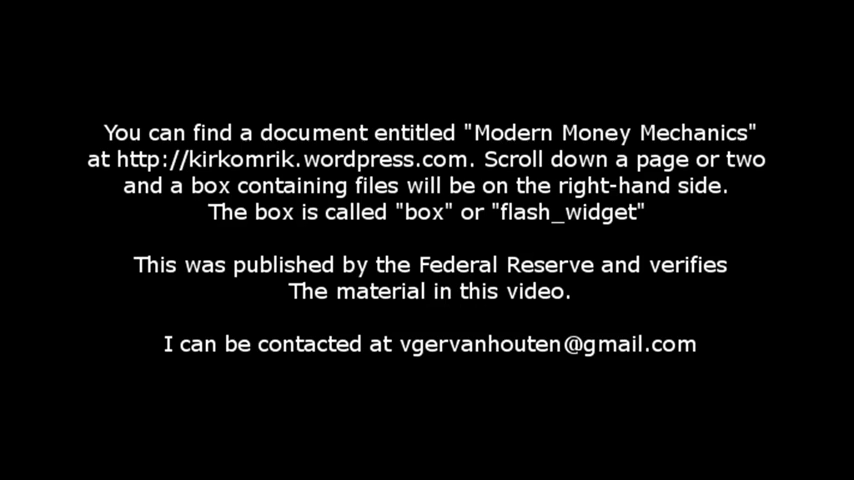 You can find a document entitled "Modern Money Mechanics"
at http://kirkomrik.wordpress.com. Scroll down a page or two
and a box containing files will be on the right-hand side.
The box is called "box" or "flash_widget"
This was published by the Federal Reserve and verifies
The material in this video.
I can be contacted at vgervanhouten@gmail.com